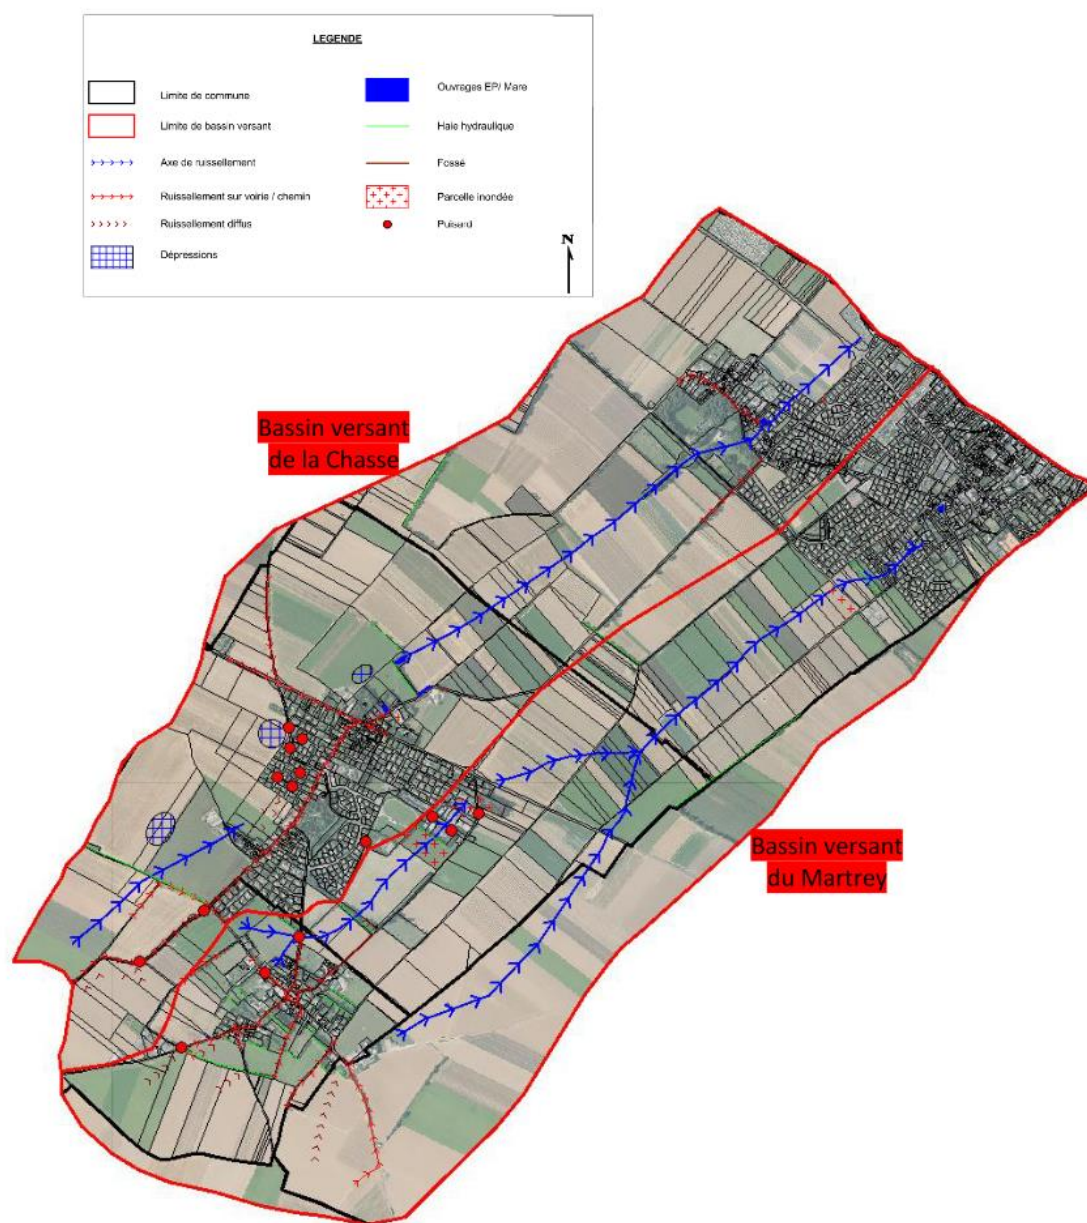 LEGENDE
Limite de commune
Limite de bassin versant
Axe de ruissellement
Ruissellement sur voirie / chemin
Ruissellement diffus
Dépressions
Ouvrages EP/ Mare
Haie hydraulique
Fossé
Parcelle inondée
Puisard
N
Bassin versant
de la Chasse
Bassin versant
du Martrey